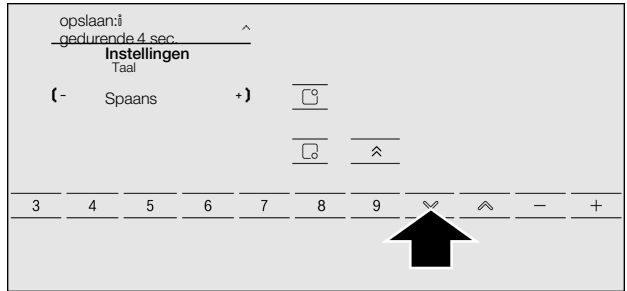 opslaan:i
gedurende 4 sec.
Instellingen
Taal
(- Spaans +)
3 4 5 6 7 8 9 - +